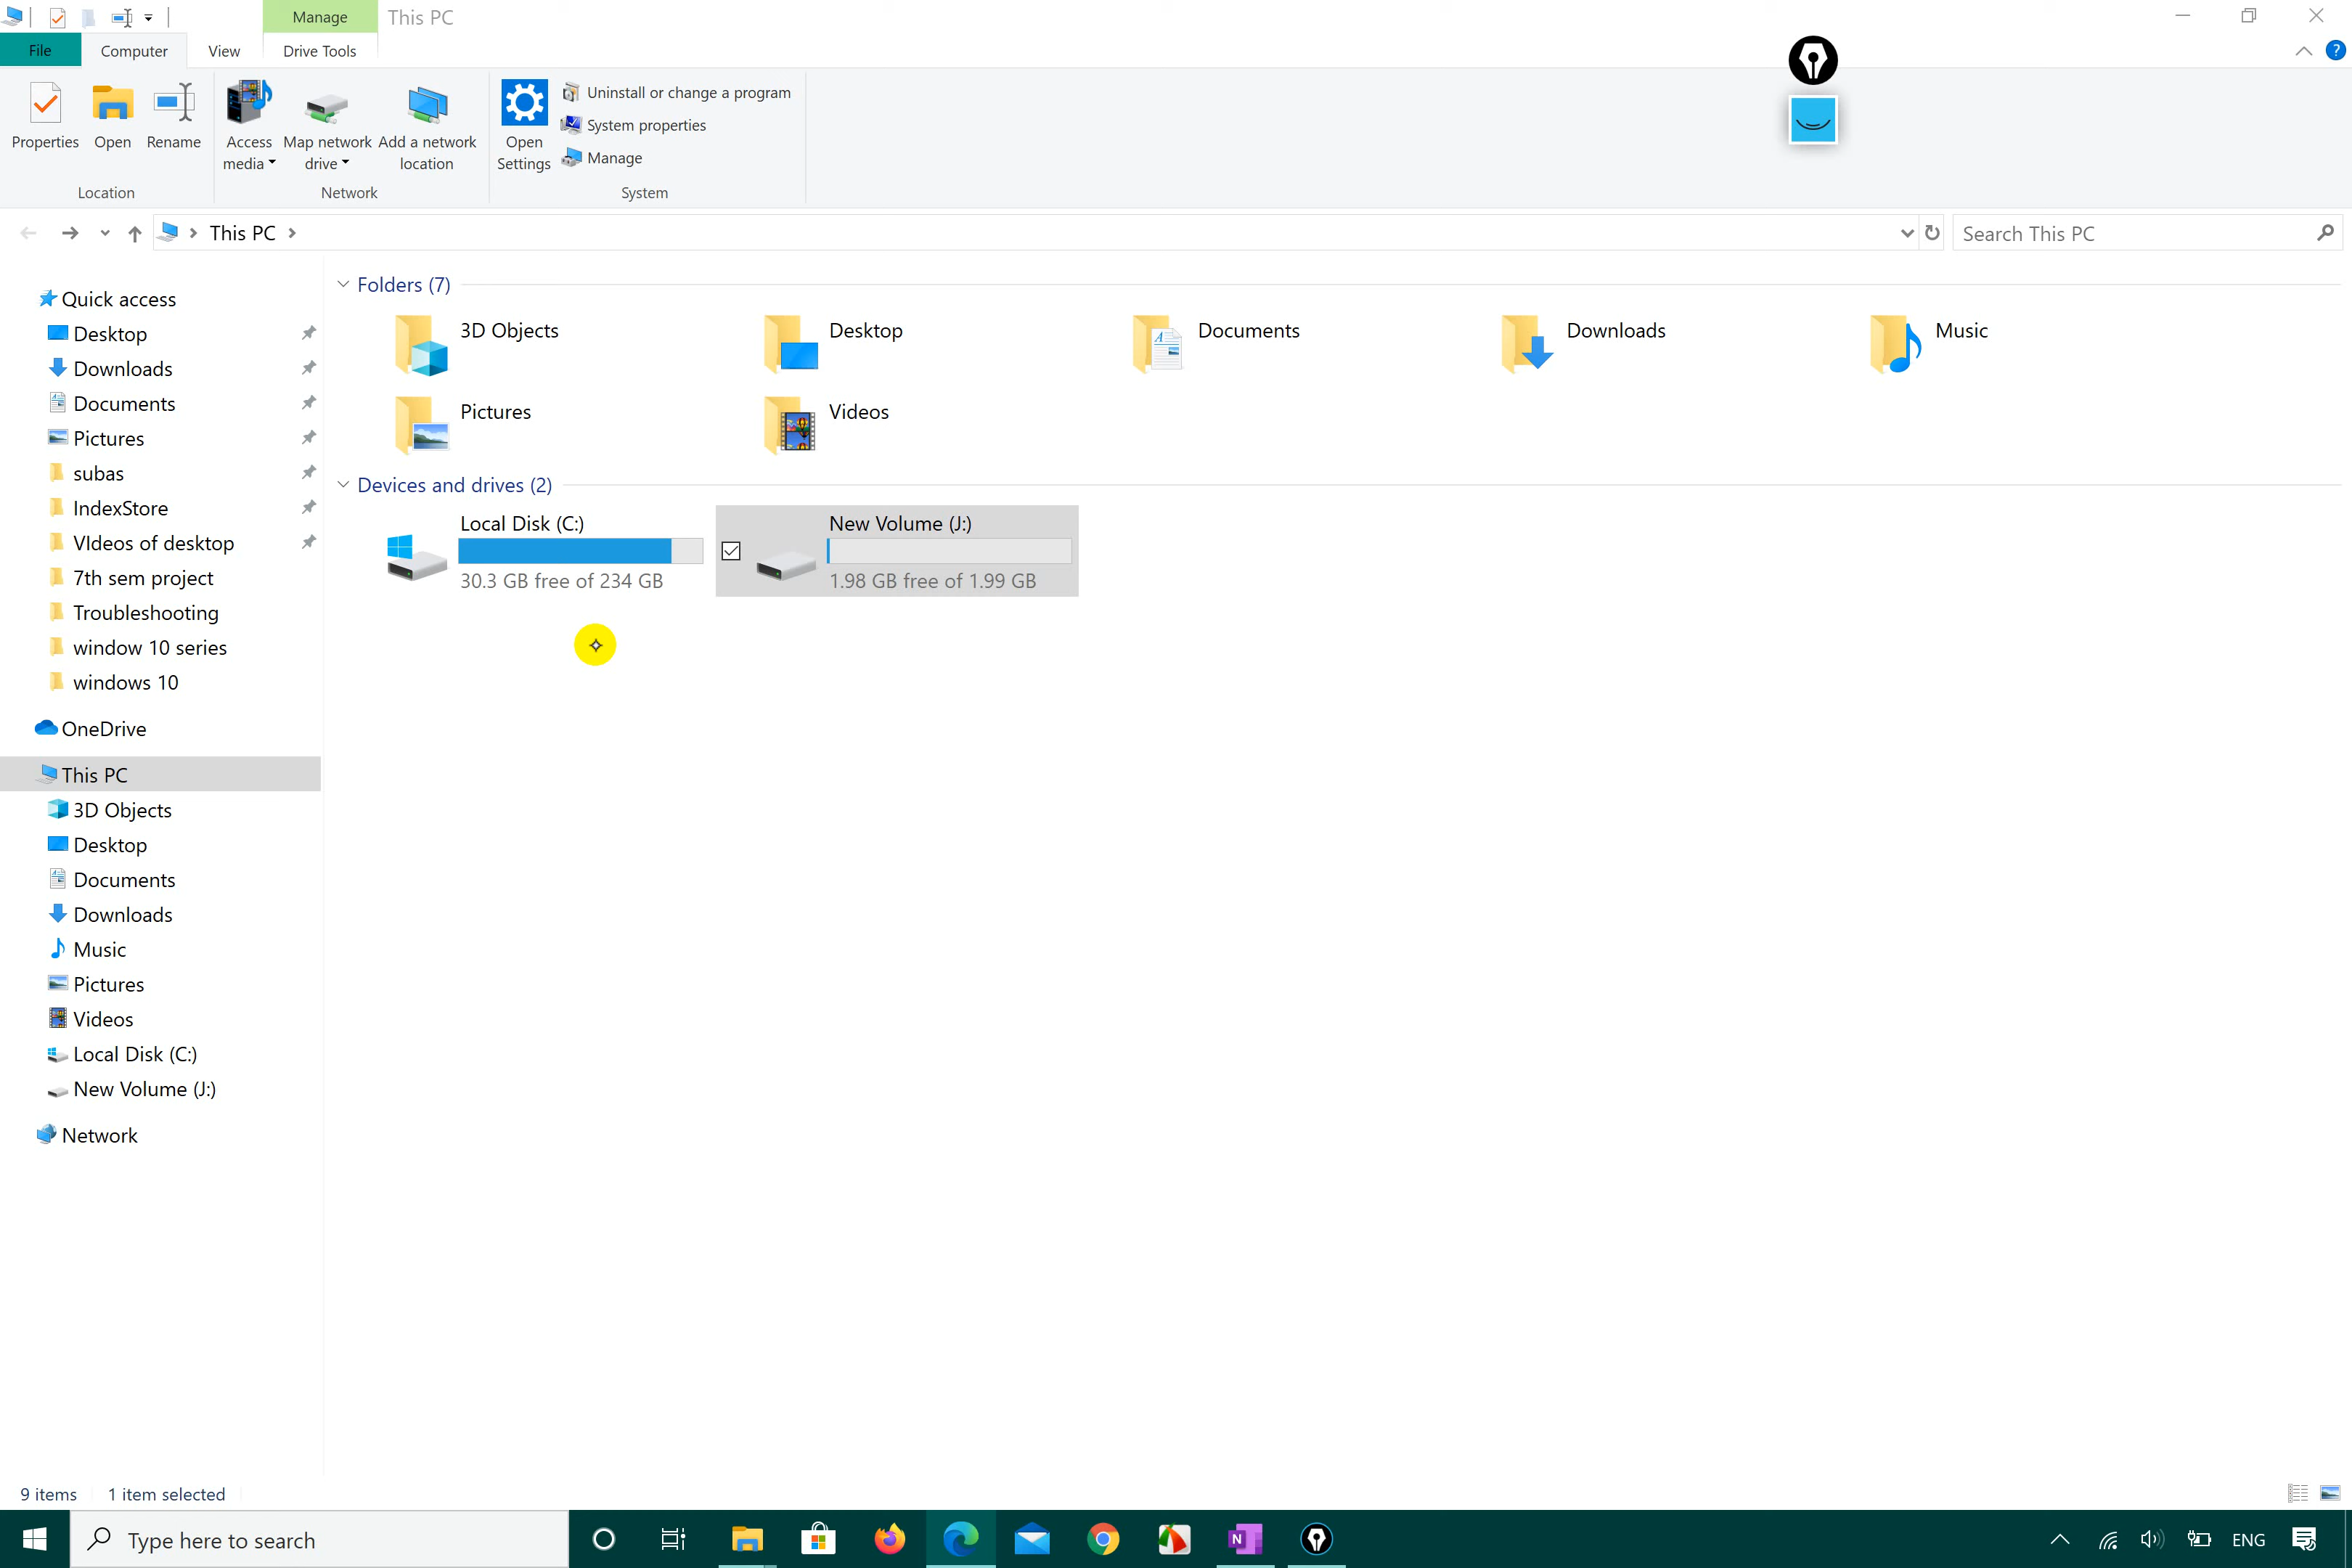 Manage
This PC
File
Computer
View
Drive Tools
Properties
Open
Rename
Access media
Map network drive
Add a network location
Open Settings
Uninstall or change a program
System properties
Manage
Location
Network
System
This PC
Search This PC
Quick access
Desktop
Downloads
Documents
Pictures
subas
IndexStore
VIdeos of desktop
7th sem project
Troubleshooting
window 10 series
windows 10
OneDrive
This PC
3D Objects
Desktop
Documents
Downloads
Music
Pictures
Videos
Local Disk (C:)
New Volume (J:)
Network
Folders (7)
3D Objects
Desktop
Documents
Downloads
Music
Pictures
Videos
Devices and drives (2)
Local Disk (C:)
30.3 GB free of 234 GB
New Volume (J:)
1.98 GB free of 1.99 GB
9 items
1 item selected
Type here to search
ENG